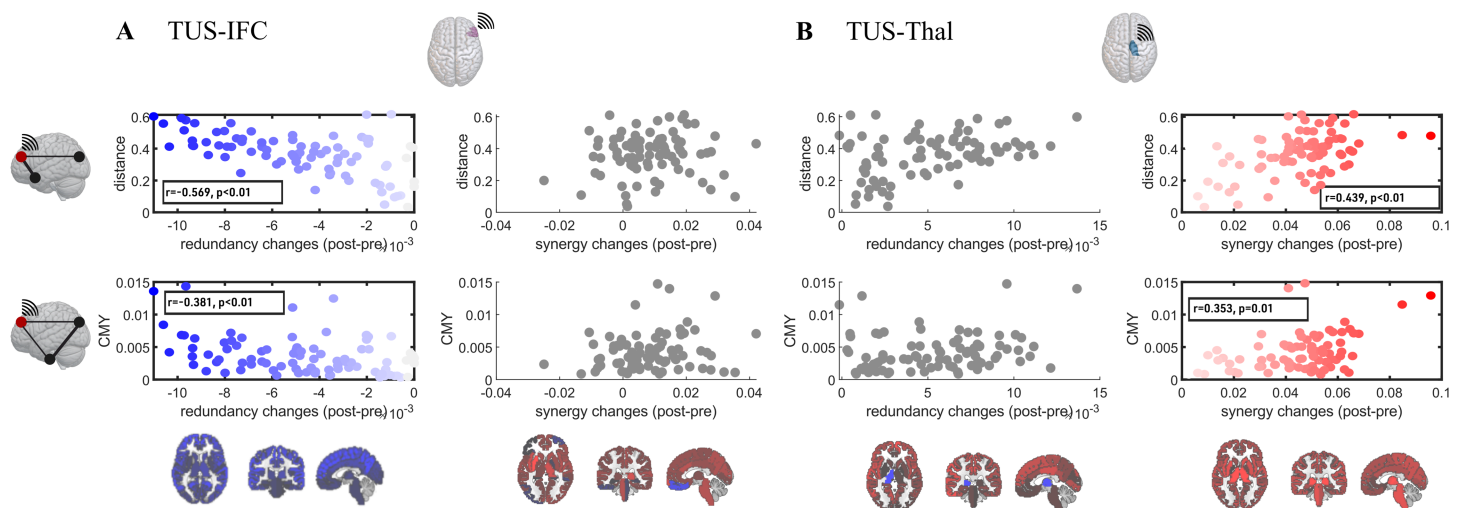 A TUS-IFC
B TUS-Thal
0.6
0.4
0.2
0
distance
r=-0.569, p<0.01
-10 -8 -6 -4 -2 0
redundancy changes (post-pre) ×10-3
0.6
0.4
0.2
0
distance
-0.04 -0.02 0 0.02 0.04
synergy changes (post-pre)
0.6
0.4
0.2
0
distance
0 5 10 15
redundancy changes (post-pre) ×10-3
0.6
0.4
0.2
0
distance
r=0.439, p<0.01
0 0.02 0.04 0.06 0.08 0.1
synergy changes (post-pre)
0.015
0.01
0.005
0
CMY
r=-0.381, p<0.01
-10 -8 -6 -4 -2 0
redundancy changes (post-pre) ×10-3
0.015
0.01
0.005
0
CMY
-0.04 -0.02 0 0.02 0.04
synergy changes (post-pre)
0.015
0.01
0.005
0
CMY
0 5 10 15
redundancy changes (post-pre) ×10-3
0.015
0.01
0.005
0
CMY
r=0.353, p=0.01
0 0.02 0.04 0.06 0.08 0.1
synergy changes (post-pre)